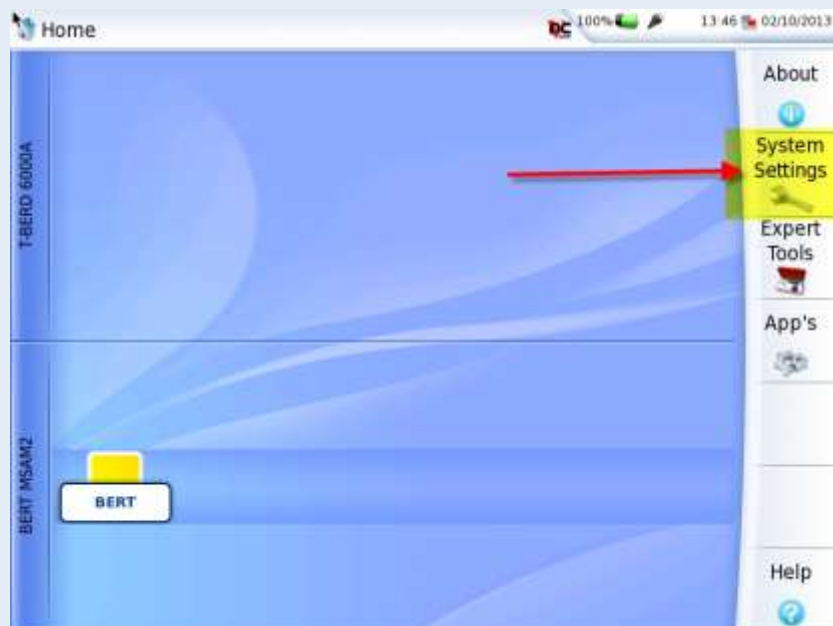 Home
DC
100%
13 46
02/10/2013
About
System
Settings
Expert
Tools
App's
Help
T-BERD 6000A
BERT MSAM2
BERT